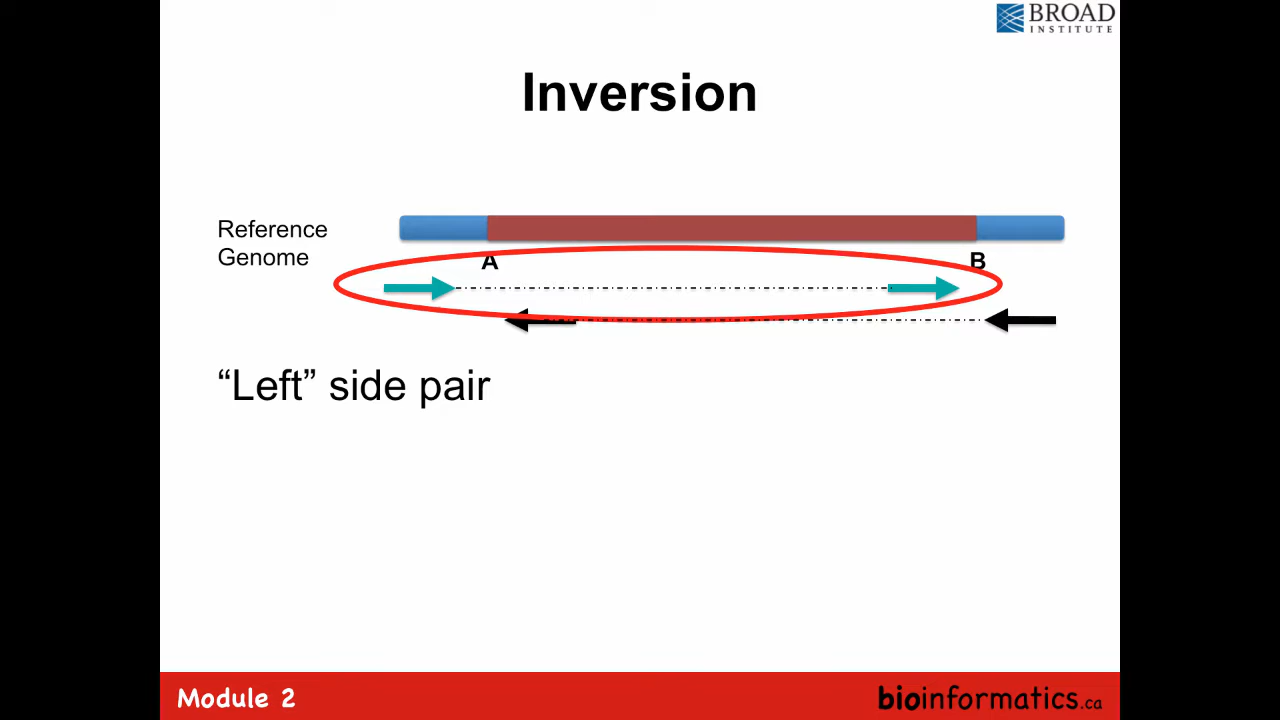 BROAD
INSTITUTE
Inversion
Reference
Genome
A
B
“Left” side pair
Module 2
bioinformatics.ca